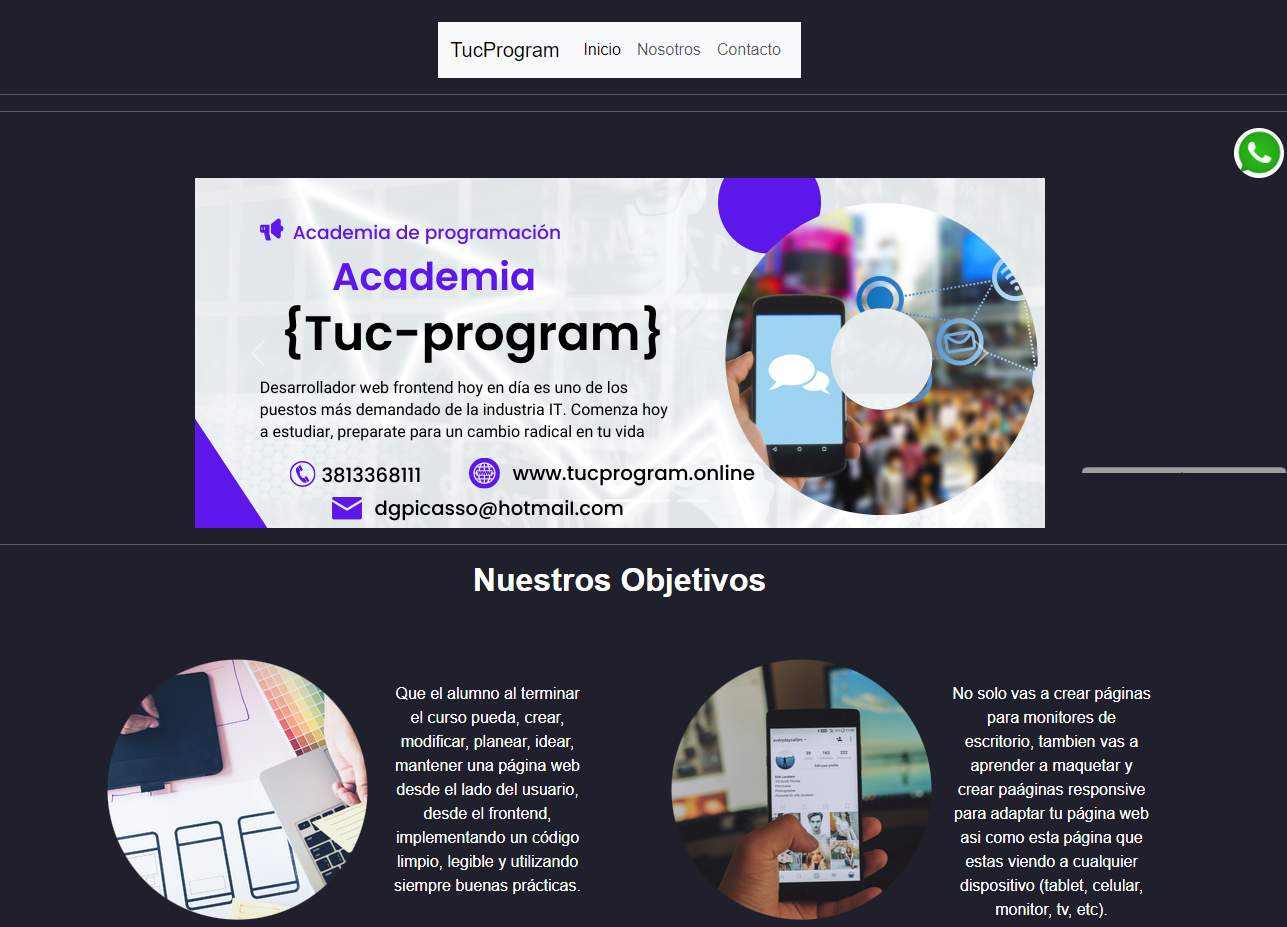 TucProgram Inicio Nosotros Contacto
Academia de programación
Academia
{Tuc-program}
Desarrollador web frontend hoy en día es uno de los
puestos más demandado de la industria IT. Comenza hoy
a estudiar, preparate para un cambio radical en tu vida
3813368111 www.tucprogram.online
dgpicasso@hotmail.com
Nuestros Objetivos
Que el alumno al terminar
el curso pueda, crear,
modificar, planear, idear,
mantener una página web
desde el lado del usuario,
desde el frontend,
implementando un código
limpio, legible y utilizando
siempre buenas prácticas.
No solo vas a crear páginas
para monitores de
escritorio, tambien vas a
aprender a maquetar y
crear paáginas responsive
para adaptar tu página web
asi como esta página que
estas viendo a cualquier
dispositivo (tablet, celular,
monitor, tv, etc).